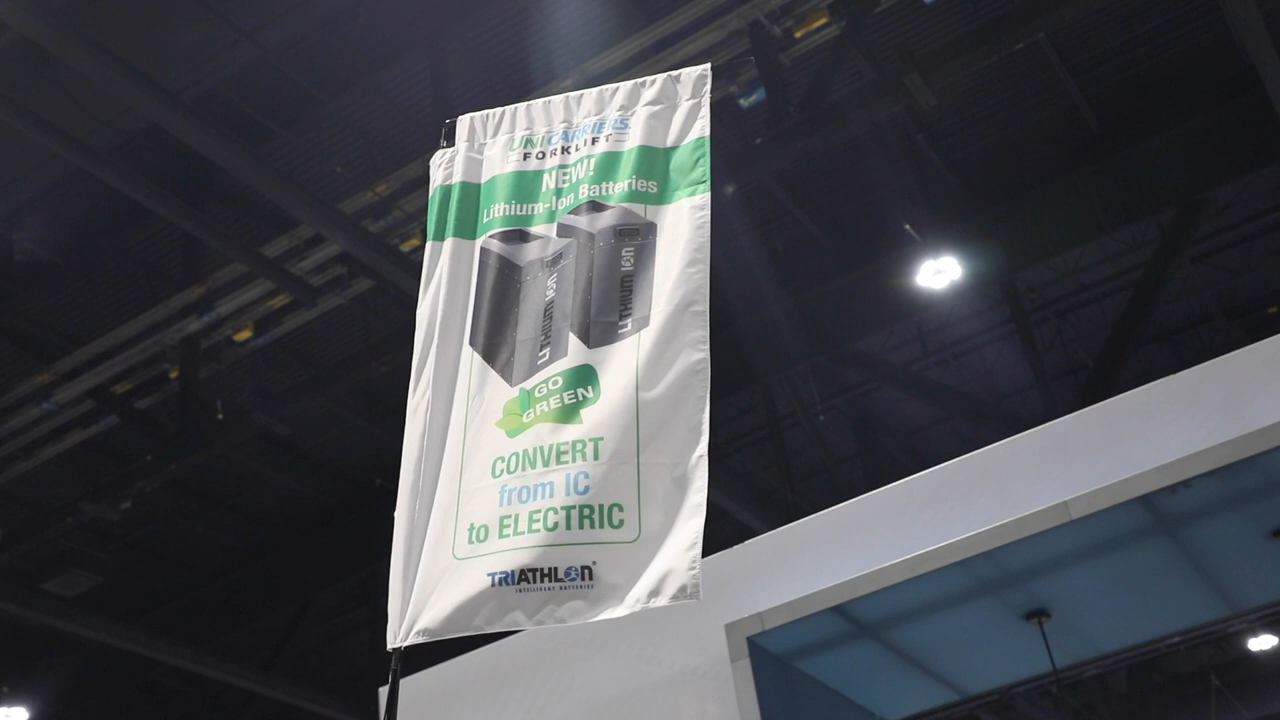 UNICARRIERS
FORKLIFT
NEW!
Lithium-Ion Batteries
LITHIUM ION
LITHIUM ION
GO
GREEN
CONVERT
from IC
to ELECTRIC
TRIATHLON®
INTELLIGENT BATTERIES